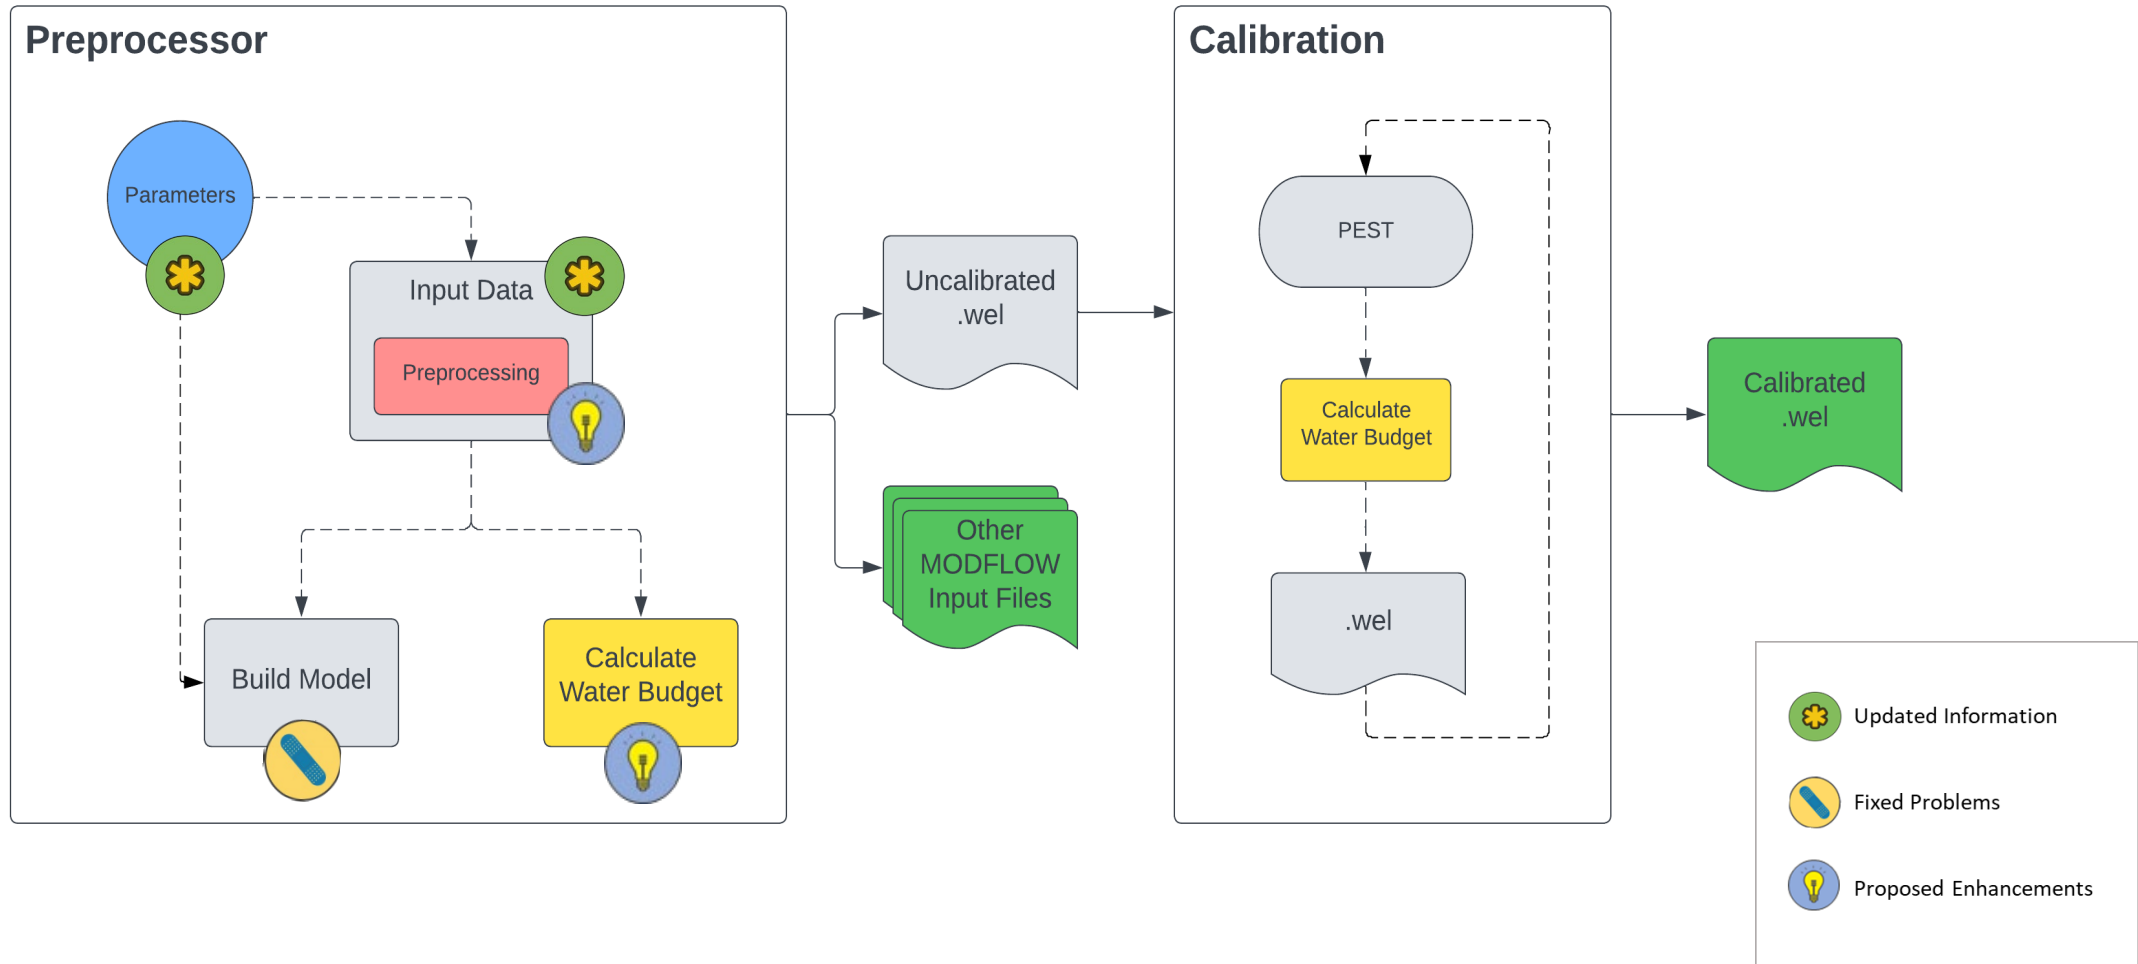 Preprocessor
Parameters
Input Data
Preprocessing
Build Model
Calculate
Water Budget
Uncalibrated
.wel
Other
MODFLOW
Input Files
Calibration
PEST
Calculate
Water Budget
.wel
Calibrated
.wel
Updated Information
Fixed Problems
Proposed Enhancements